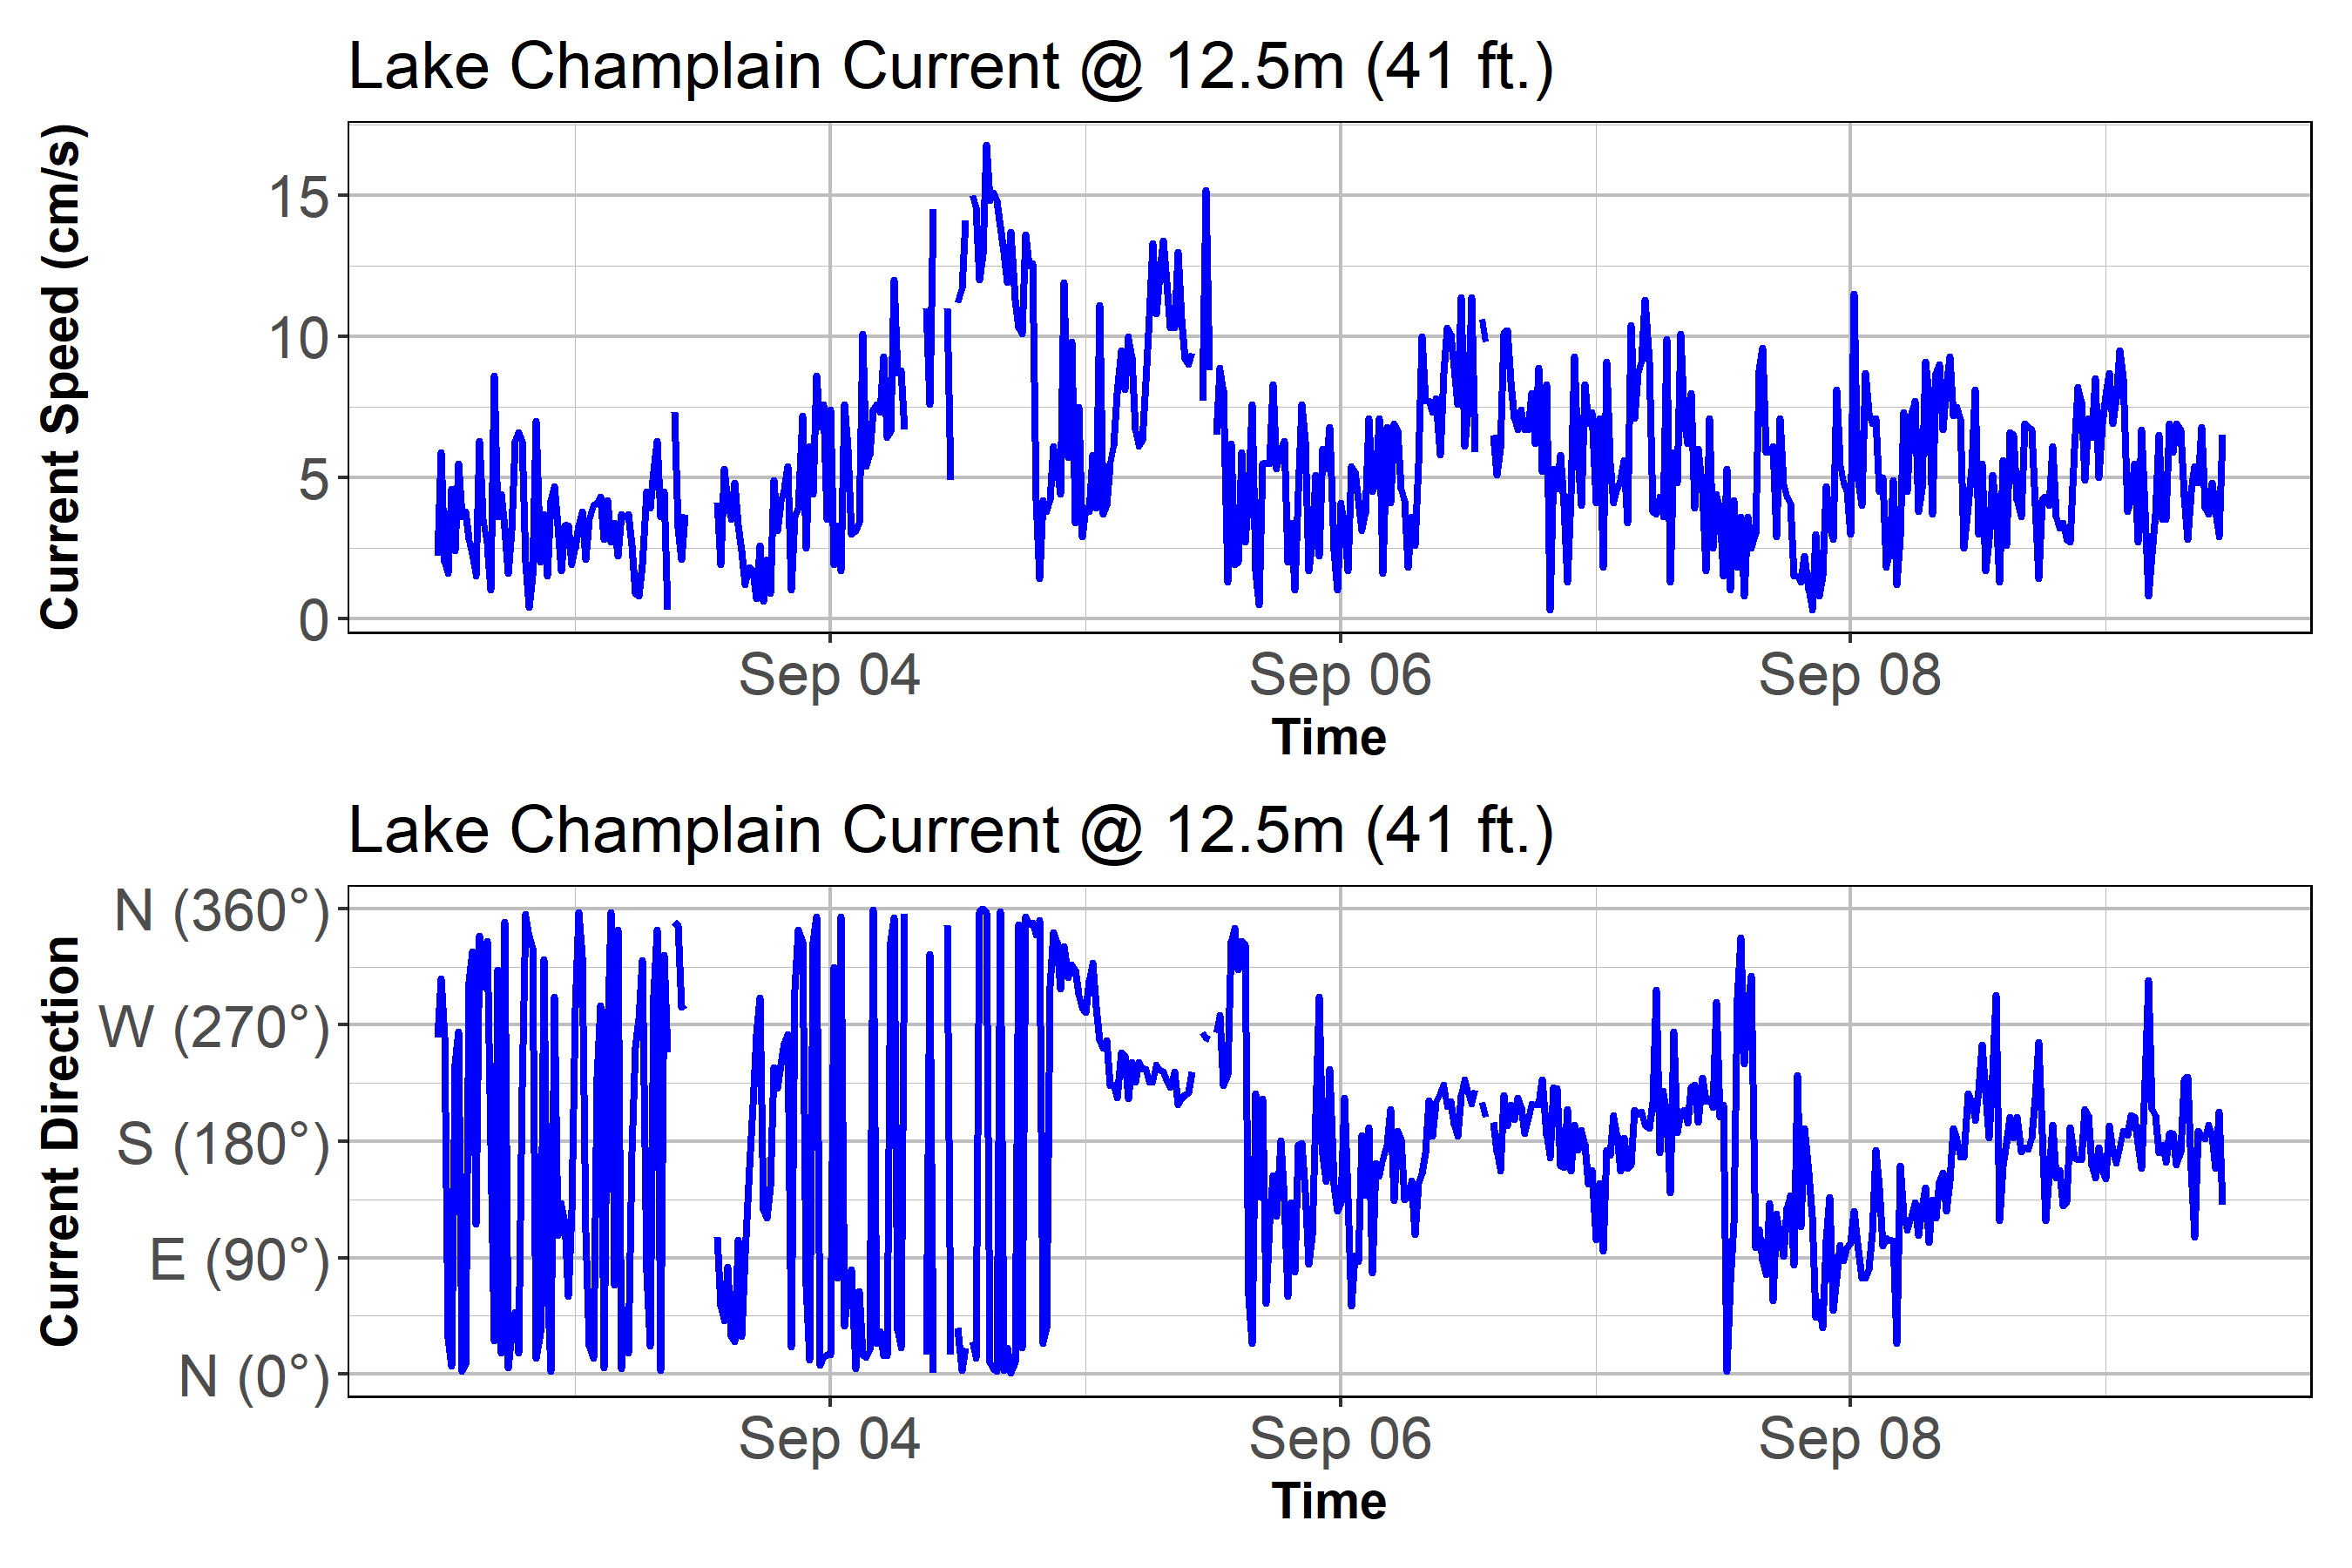 Lake Champlain Current @ 12.5m (41 ft.)
Current Speed (cm/s)
15
10
5
0
Sep 04 Sep 06 Sep 08
Time
Lake Champlain Current @ 12.5m (41 ft.)
Current Direction
N (360°)
W (270°)
S (180°)
E (90°)
N (0°)
Sep 04 Sep 06 Sep 08
Time